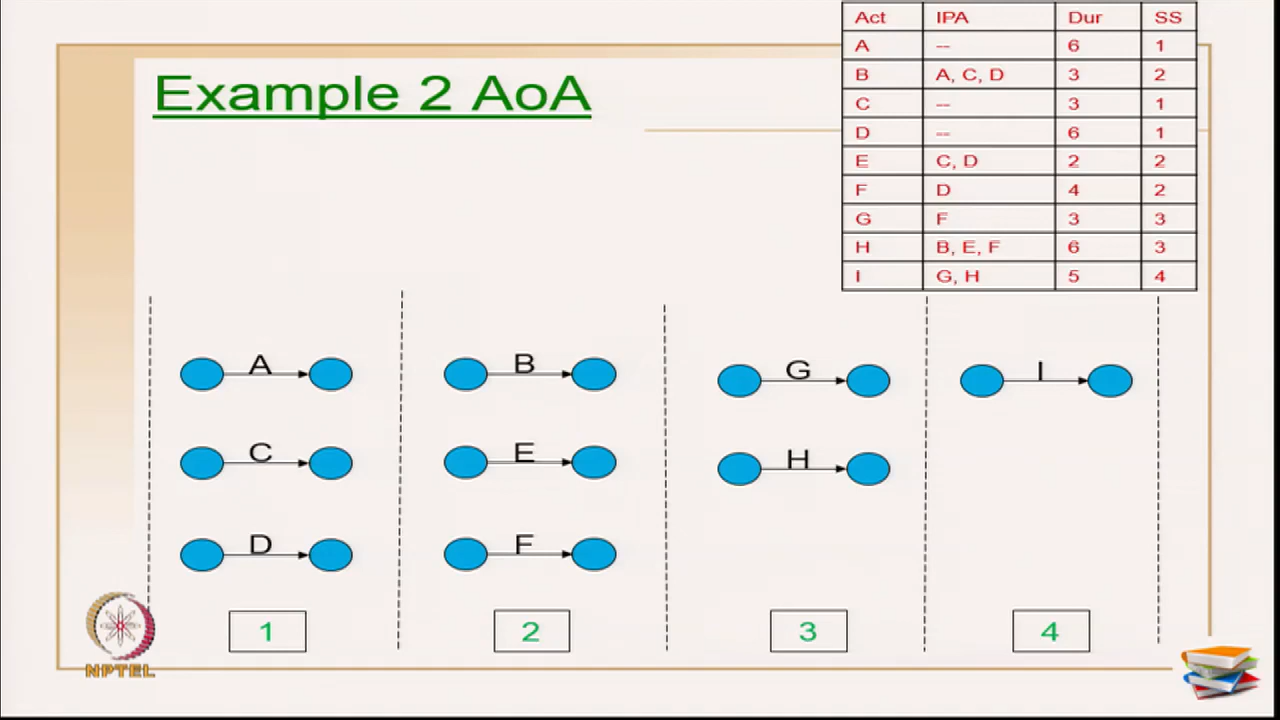 Act IPA Dur SS
A -- 6 1
B A, C, D 3 2
C -- 3 1
D -- 6 1
E C, D 2 2
F D 4 2
G F 3 3
H B, E, F 6 3
I G, H 5 4
Example 2 AoA
A B G I
C E H
D F
1 2 3 4
NPTEL